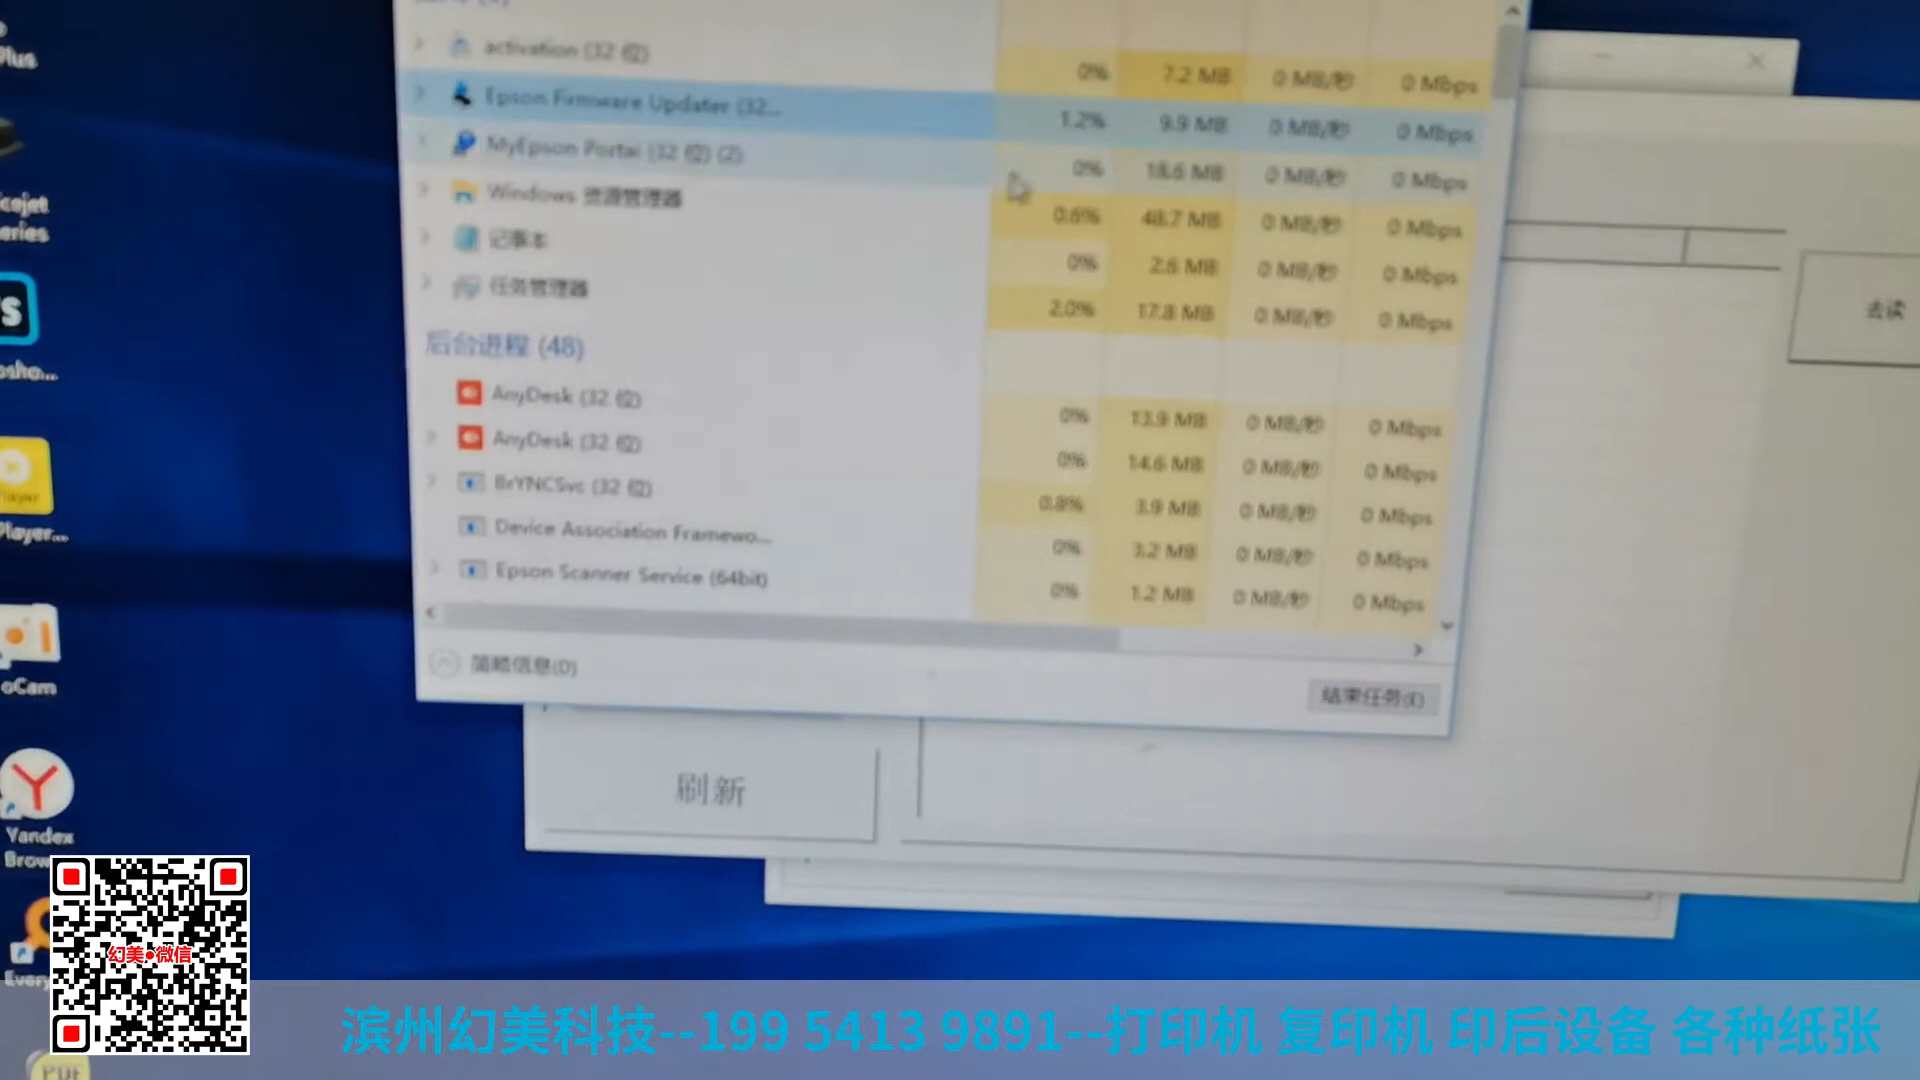 Plus
activation (32 位)
0% 7.2 MB 0 MB/秒 0 Mbps
Epson Firmware Updater (32...
1.2% 9.9 MB 0 MB/秒 0 Mbps
MyEpson Portal (32 位) (2)
0% 18.6 MB 0 MB/秒 0 Mbps
Windows 资源管理器
0.6% 48.7 MB 0 MB/秒 0 Mbps
记事本
0% 2.6 MB 0 MB/秒 0 Mbps
任务管理器
2.0% 17.8 MB 0 MB/秒 0 Mbps
后台进程 (48)
AnyDesk (32 位)
0% 13.9 MB 0 MB/秒 0 Mbps
AnyDesk (32 位)
0% 14.6 MB 0 MB/秒 0 Mbps
BrYNCSvc (32 位)
0.8% 3.9 MB 0 MB/秒 0 Mbps
Device Association Framewo...
0% 3.2 MB 0 MB/秒 0 Mbps
Epson Scanner Service (64bit)
0% 1.2 MB 0 MB/秒 0 Mbps
简略信息(D)
结束任务(E)
去读
刷新
cojet
eries
S
osho...
Player
Player...
oCam
Yandex
Brow
Every
PDF
幻美●微信
滨州幻美科技--199 5413 9891--打印机 复印机 印后设备 各种纸张